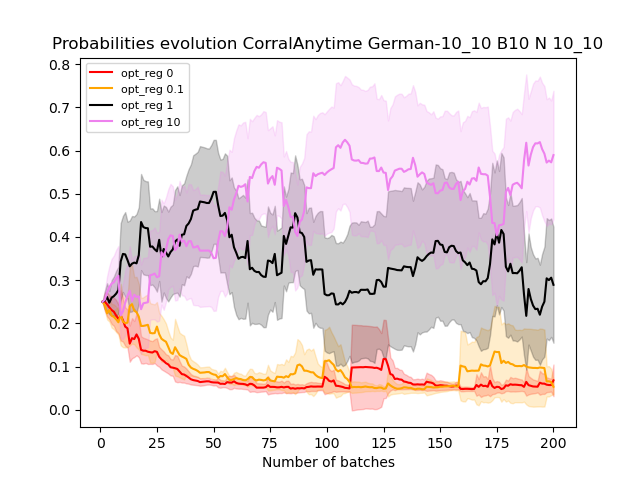 Probabilities evolution CorralAnytime German-10_10 B10 N 10_10
opt_reg 0
opt_reg 0.1
opt_reg 1
opt_reg 10
0.8
0.7
0.6
0.5
0.4
0.3
0.2
0.1
0.0
0 25 50 75 100 125 150 175 200
Number of batches